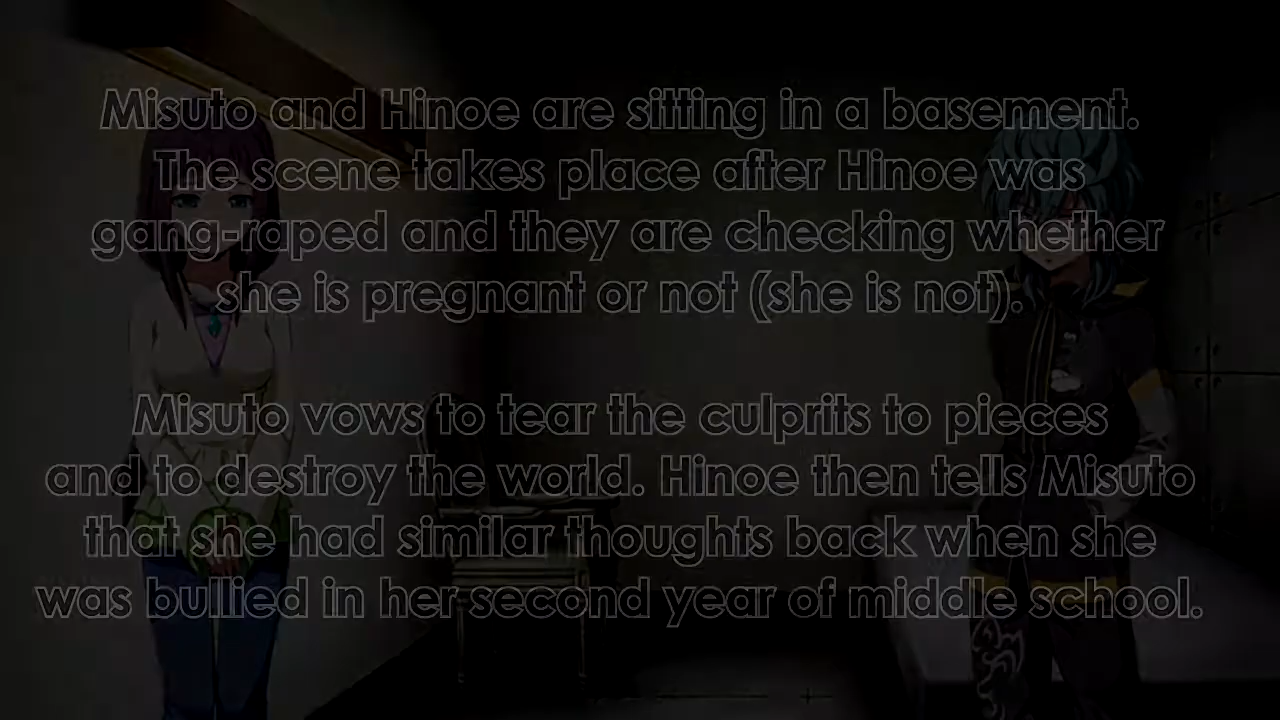 Misuto and Hinoe are sitting in a basement.
The scene takes place after Hinoe was
gang-raped and they are checking whether
she is pregnant or not (she is not).
Misuto vows to tear the culprits to pieces
and to destroy the world. Hinoe then tells Misuto
that she had similar thoughts back when she
was bullied in her second year of middle school.